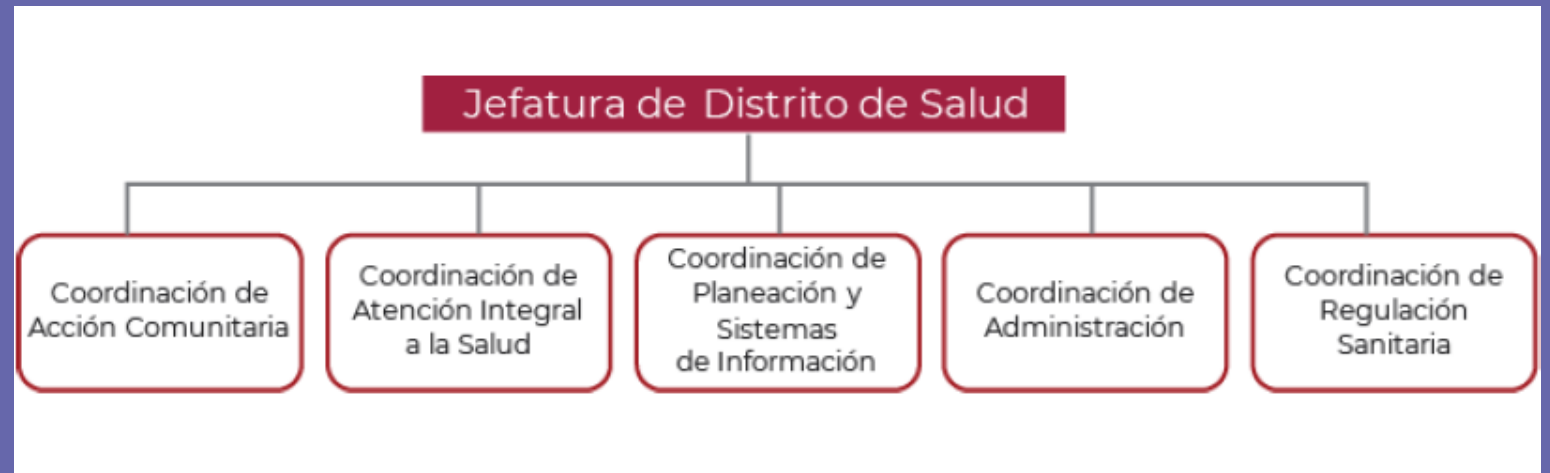 Jefatura de Distrito de Salud
Coordinación de
Acción Comunitaria
Coordinación de
Atención Integral
a la Salud
Coordinación de
Planeación y
Sistemas
de Información
Coordinación de
Administración
Coordinación de
Regulación
Sanitaria